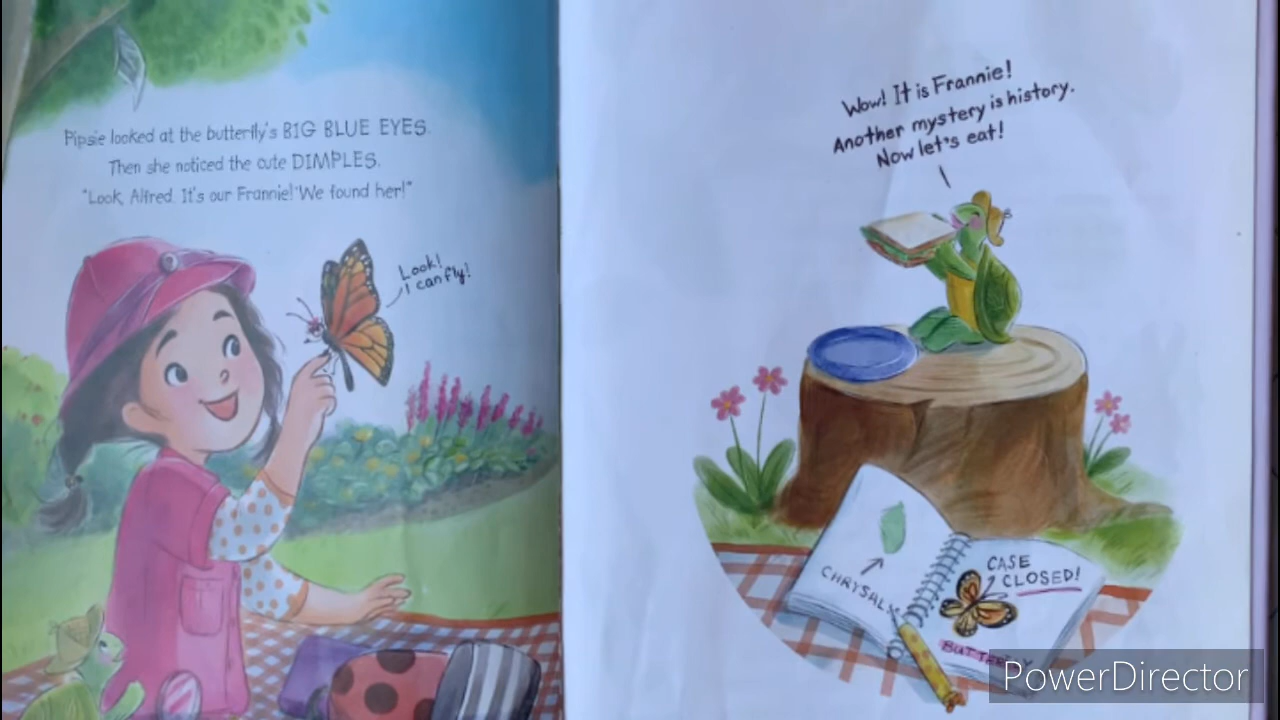 Pipsie looked at the butterfly's BIG BLUE EYES.
Then she noticed the cute DIMPLES.
"Look, Alfred. It's our Frannie! We found her!"
Look!
I can fly!
Wow! It is Frannie!
Another mystery is history.
Now let's eat!
CHRYSALIS
CASE
CLOSED!
PowerDirector